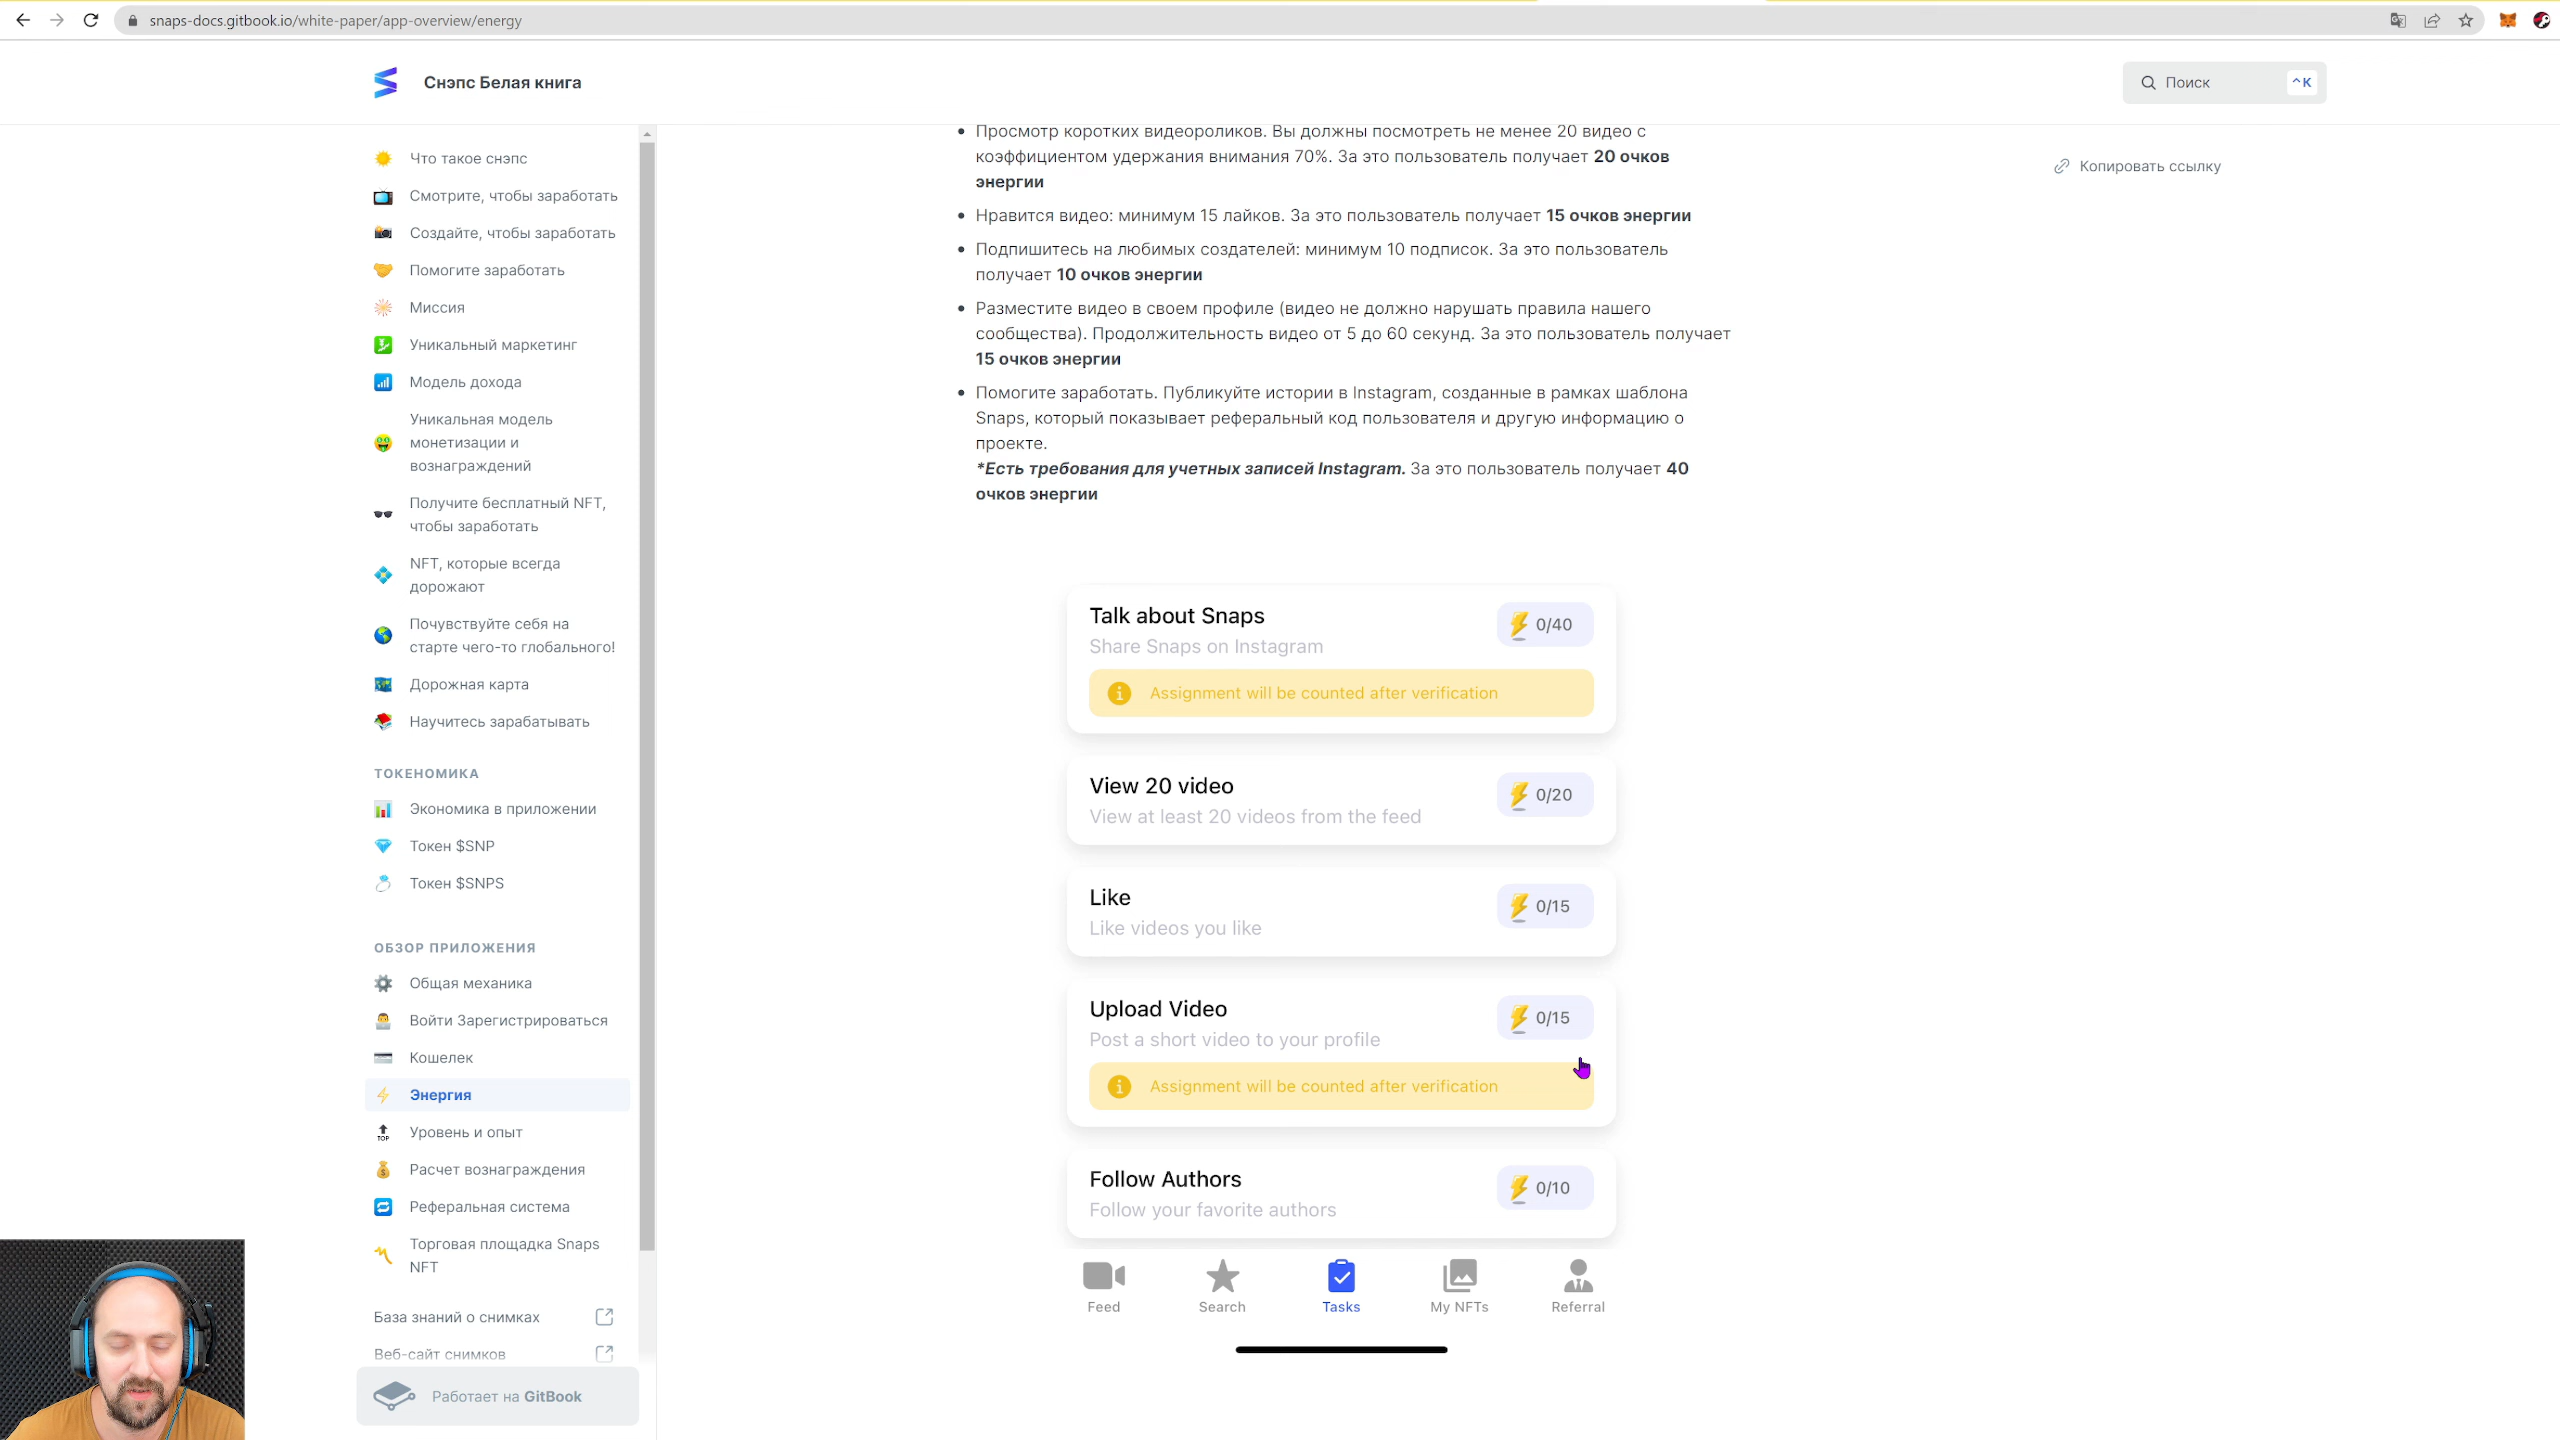 snaps-docs.gitbook.io/white-paper/app-overview/energy
Снэпс Белая книга
Поиск
^K
Что такое снэпс
Смотрите, чтобы заработать
Создайте, чтобы заработать
Помогите заработать
Миссия
Уникальный маркетинг
Модель дохода
Уникальная модель
монетизации и
вознаграждений
Получите бесплатный NFT,
чтобы заработать
NFT, которые всегда
дорожают
Почувствуйте себя на
старте чего-то глобального!
Дорожная карта
Научитесь зарабатывать
ТОКЕНОМИКА
Экономика в приложении
Токен $SNP
Токен $SNPS
ОБЗОР ПРИЛОЖЕНИЯ
Общая механика
Войти Зарегистрироваться
Кошелек
Энергия
TOP
Уровень и опыт
Расчет вознаграждения
Реферальная система
Торговая площадка Snaps
NFT
База знаний о снимках
Веб-сайт снимков
Работает на GitBook
• Просмотр коротких видеороликов. Вы должны посмотреть не менее 20 видео с
коэффициентом удержания внимания 70%. За это пользователь получает 20 очков
энергии
• Нравится видео: минимум 15 лайков. За это пользователь получает 15 очков энергии
• Подпишитесь на любимых создателей: минимум 10 подписок. За это пользователь
получает 10 очков энергии
• Разместите видео в своем профиле (видео не должно нарушать правила нашего
сообщества). Продолжительность видео от 5 до 60 секунд. За это пользователь получает
15 очков энергии
• Помогите заработать. Публикуйте истории в Instagram, созданные в рамках шаблона
Snaps, который показывает реферальный код пользователя и другую информацию о
проекте.
*Есть требования для учетных записей Instagram. За это пользователь получает 40
очков энергии
Копировать ссылку
Talk about Snaps
0/40
Share Snaps on Instagram
Assignment will be counted after verification
View 20 video
0/20
View at least 20 videos from the feed
Like
0/15
Like videos you like
Upload Video
0/15
Post a short video to your profile
Assignment will be counted after verification
Follow Authors
0/10
Follow your favorite authors
Feed
Search
Tasks
My NFTs
Referral